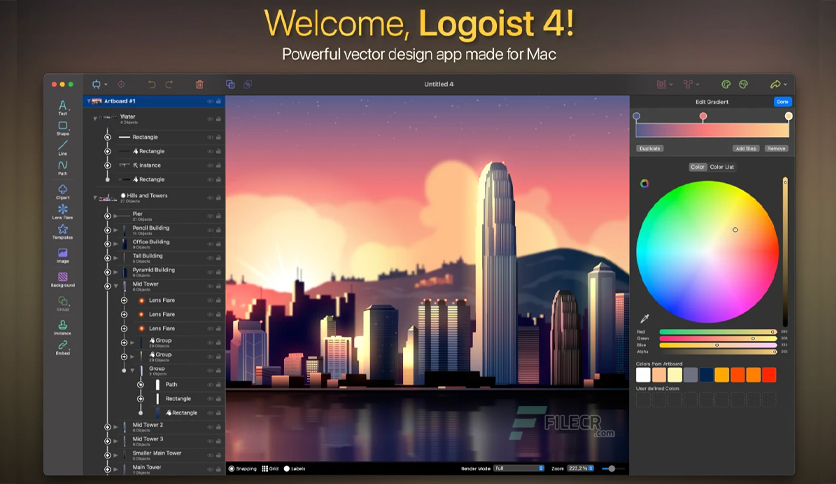 Welcome, Logoist 4!
Powerful vector design app made for Mac
Untitled 4
Text
Shape
Line
Path
Clipart
Lens Flare
Templates
Image
Background
Group
Instance
Embed
Artboard #1
Water
4 Objects
Rectangle
Rectangle
Instance
Rectangle
Hills and Towers
Pier
21 Objects
Pencil Building
Office Building
9 Objects
Tall Building
Pyramid Building
Mid Tower
Lens Flare
Lens Flare
Lens Flare
Group
Group
Group
Path
Rectangle
Rectangle
Mid Tower 2
Mid Tower 3
Smaller Main Tower
Main Tower
FILECR
.com
Snapping
Grid
Labels
Render Mode
Full
Zoom
222,2 %
Edit Gradient
Done
Duplicate
Add Step
Remove
Color
Color List
Red
Green
Blue
Alpha
Colors from Artboard
User defined Colors